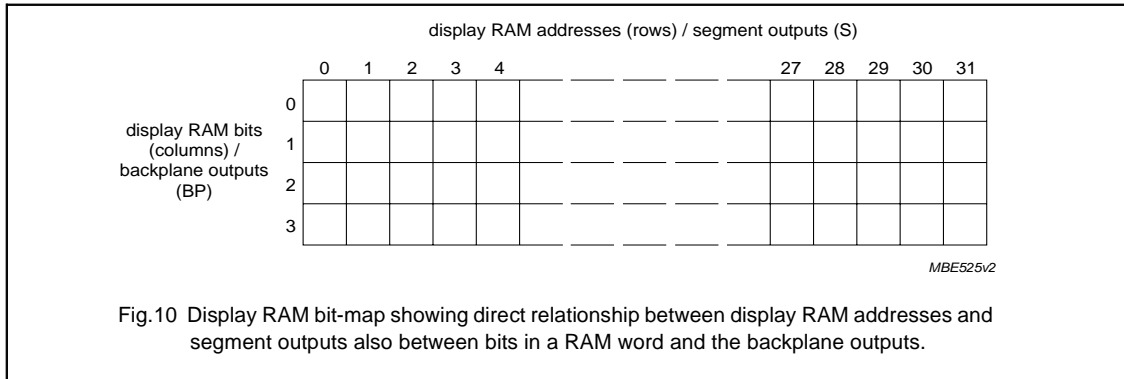 display RAM addresses (rows) / segment outputs (S)
0 1 2 3 4 27 28 29 30 31
0
display RAM bits
1
(columns) /
backplane outputs
2
(BP)
3
MBE525v2
Fig.10 Display RAM bit-map showing direct relationship between display RAM addresses and
segment outputs also between bits in a RAM word and the backplane outputs.